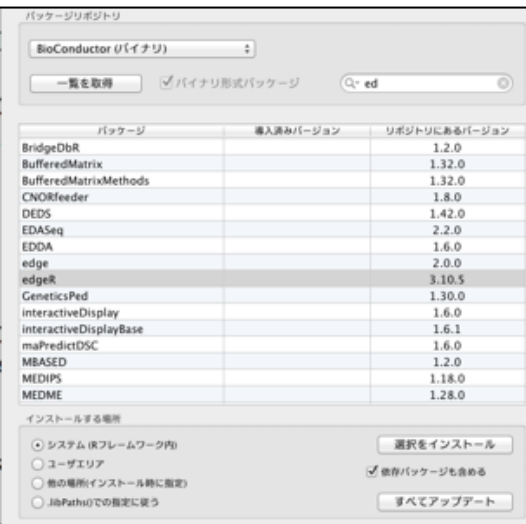 パッケージリポジトリ
BioConductor (バイナリ)
一覧を取得 バイナリ形式パッケージ ed
パッケージ 導入済みバージョン リポジトリにあるバージョン
BridgeDbR 1.2.0
BufferedMatrix 1.32.0
BufferedMatrixMethods 1.32.0
CNORfeeder 1.8.0
DEDS 1.42.0
EDASeq 2.2.0
EDDA 1.6.0
edge 2.0.0
edgeR 3.10.5
GeneticsPed 1.30.0
interactiveDisplay 1.6.0
interactiveDisplayBase 1.6.1
maPredictDSC 1.6.0
MBASED 1.2.0
MEDIPS 1.18.0
MEDME 1.28.0
インストールする場所
システム (Rフレームワーク内) 選択をインストール
ユーザエリア 依存パッケージも含める
他の場所(インストール時に指定)
.libPaths()での指定に従う すべてアップデート